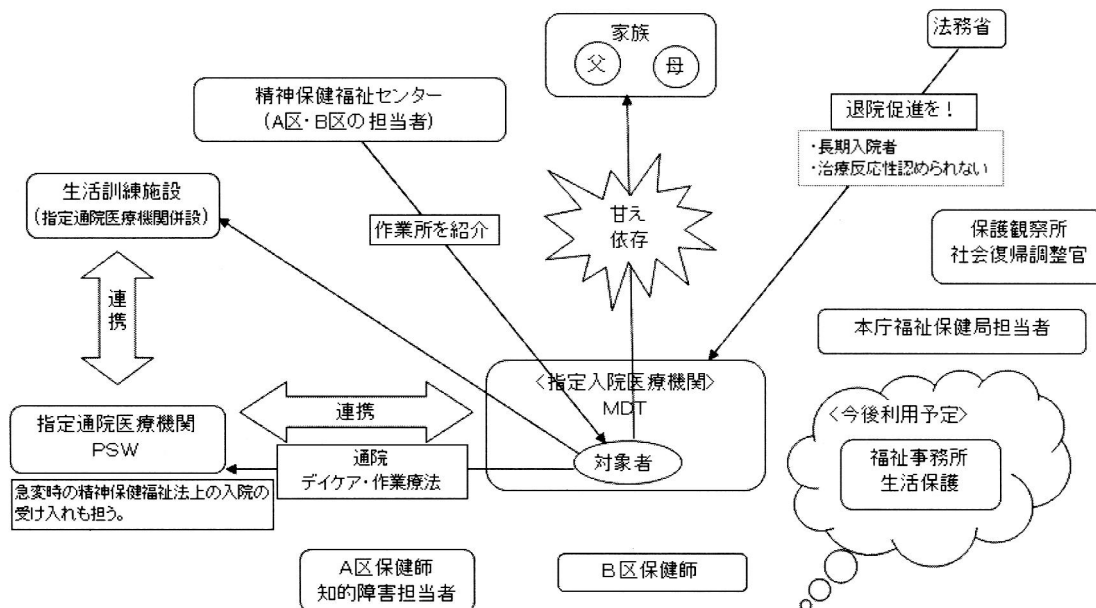 家族
父 母
法務省
精神保健福祉センター
(A区・B区の担当者)
退院促進を！
・長期入院者
・治療反応性認められない
生活訓練施設
(指定通院医療機関併設)
作業所を紹介
甘え
依存
保護観察所
社会復帰調整官
連携
本庁福祉保健局担当者
〈指定入院医療機関〉
MDT
対象者
連携
指定通院医療機関
PSW
通院
デイケア・作業療法
急変時の精神保健福祉法上の入院の
受け入れも担う。
〈今後利用予定〉
福祉事務所
生活保護
A区保健師
知的障害担当者
B区保健師